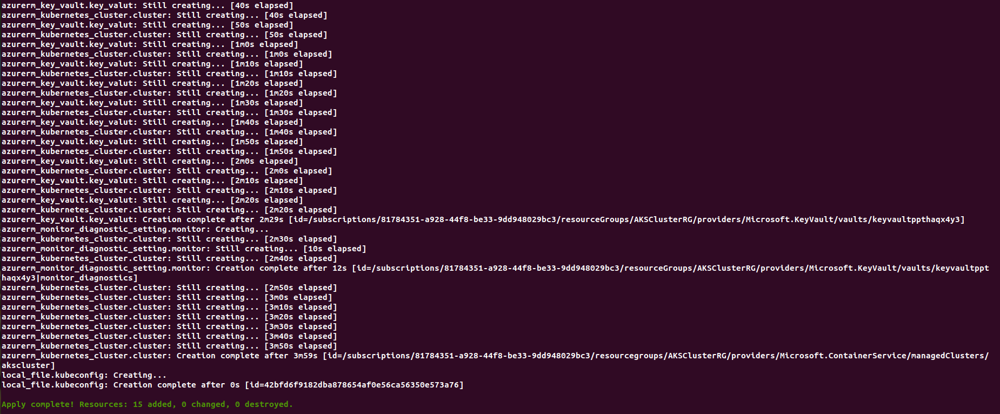 azurerm_key_vault.key_valut: Still creating... [40s elapsed]
azurerm_kubernetes_cluster.cluster: Still creating... [40s elapsed]
azurerm_key_vault.key_valut: Still creating... [50s elapsed]
azurerm_kubernetes_cluster.cluster: Still creating... [50s elapsed]
azurerm_key_vault.key_valut: Still creating... [1m0s elapsed]
azurerm_kubernetes_cluster.cluster: Still creating... [1m0s elapsed]
azurerm_key_vault.key_valut: Still creating... [1m10s elapsed]
azurerm_kubernetes_cluster.cluster: Still creating... [1m10s elapsed]
azurerm_key_vault.key_valut: Still creating... [1m20s elapsed]
azurerm_kubernetes_cluster.cluster: Still creating... [1m20s elapsed]
azurerm_key_vault.key_valut: Still creating... [1m30s elapsed]
azurerm_kubernetes_cluster.cluster: Still creating... [1m30s elapsed]
azurerm_key_vault.key_valut: Still creating... [1m40s elapsed]
azurerm_kubernetes_cluster.cluster: Still creating... [1m40s elapsed]
azurerm_key_vault.key_valut: Still creating... [1m50s elapsed]
azurerm_kubernetes_cluster.cluster: Still creating... [1m50s elapsed]
azurerm_key_vault.key_valut: Still creating... [2m0s elapsed]
azurerm_kubernetes_cluster.cluster: Still creating... [2m0s elapsed]
azurerm_key_vault.key_valut: Still creating... [2m10s elapsed]
azurerm_kubernetes_cluster.cluster: Still creating... [2m10s elapsed]
azurerm_key_vault.key_valut: Still creating... [2m20s elapsed]
azurerm_kubernetes_cluster.cluster: Still creating... [2m20s elapsed]
azurerm_key_vault.key_valut: Creation complete after 2m29s [id=/subscriptions/81784351-a928-44f8-be33-9dd948029bc3/resourceGroups/AKSClusterRG/providers/Microsoft.KeyVault/vaults/keyvaultppthaqx4y3]
azurerm_monitor_diagnostic_setting.monitor: Creating...
azurerm_kubernetes_cluster.cluster: Still creating... [2m30s elapsed]
azurerm_monitor_diagnostic_setting.monitor: Still creating... [10s elapsed]
azurerm_kubernetes_cluster.cluster: Still creating... [2m40s elapsed]
azurerm_monitor_diagnostic_setting.monitor: Creation complete after 12s [id=/subscriptions/81784351-a928-44f8-be33-9dd948029bc3/resourceGroups/AKSClusterRG/providers/Microsoft.KeyVault/vaults/keyvaultppt
haqx4y3|monitor_diagnostics]
azurerm_kubernetes_cluster.cluster: Still creating... [2m50s elapsed]
azurerm_kubernetes_cluster.cluster: Still creating... [3m0s elapsed]
azurerm_kubernetes_cluster.cluster: Still creating... [3m10s elapsed]
azurerm_kubernetes_cluster.cluster: Still creating... [3m20s elapsed]
azurerm_kubernetes_cluster.cluster: Still creating... [3m30s elapsed]
azurerm_kubernetes_cluster.cluster: Still creating... [3m40s elapsed]
azurerm_kubernetes_cluster.cluster: Still creating... [3m50s elapsed]
azurerm_kubernetes_cluster.cluster: Creation complete after 3m59s [id=/subscriptions/81784351-a928-44f8-be33-9dd948029bc3/resourcegroups/AKSClusterRG/providers/Microsoft.ContainerService/managedClusters/
akscluster]
local_file.kubeconfig: Creating...
local_file.kubeconfig: Creation complete after 0s [id=42bfd6f9182dba878654af0e56ca56350e573a76]
Apply complete! Resources: 15 added, 0 changed, 0 destroyed.